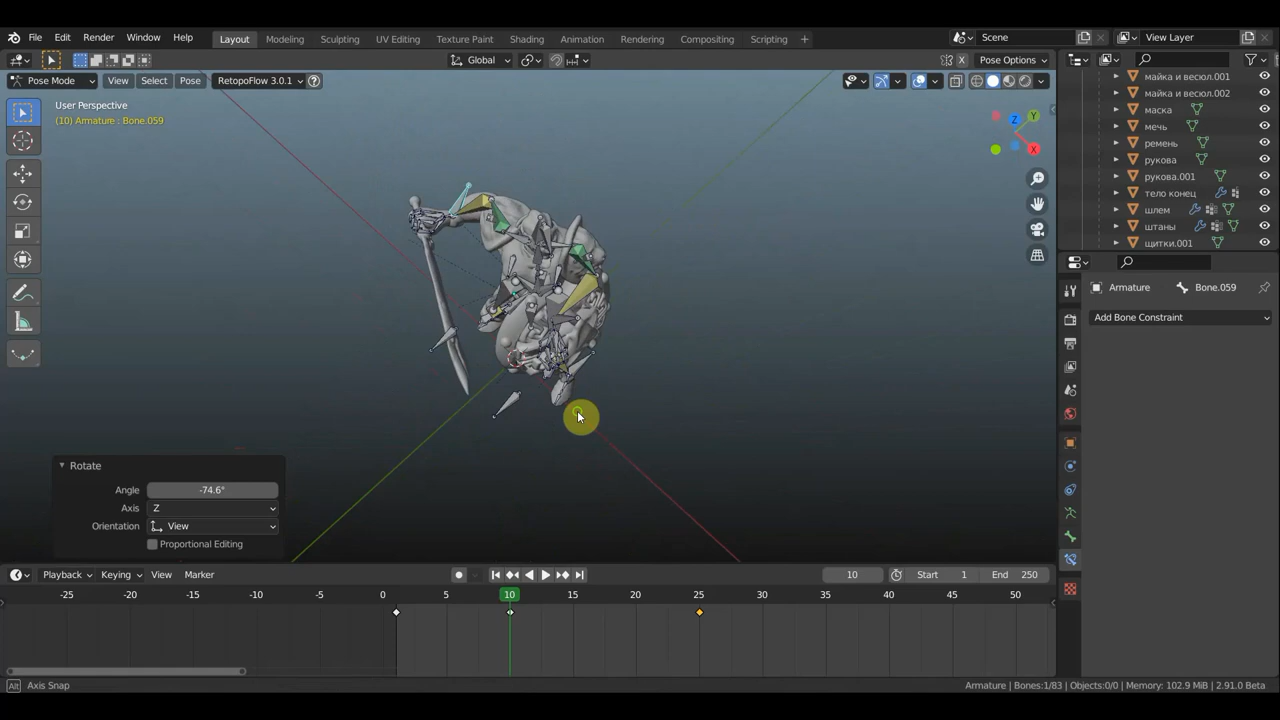 File Edit Render Window Help Layout Modeling Sculpting UV Editing Texture Paint Shading Animation Rendering Compositing Scripting + Scene View Layer
Global Pose Options
Pose Mode View Select Pose RetopoFlow 3.0.1 ?
User Perspective
(10) Armature : Bone.059
Z Y X
майка и весюл.001
майка и весюл.002
маска
мечь
ремень
рукова
рукова.001
тело конец
шлем
штаны
щитки.001
Armature Bone.059
Add Bone Constraint
Rotate
Angle -74.6°
Axis Z
Orientation View
Proportional Editing
Playback Keying View Marker 10 Start 1 End 250
-25 -20 -15 -10 -5 0 5 10 15 20 25 30 35 40 45 50
Alt Axis Snap Armature | Bones:1/83 | Objects:0/0 | Memory: 102.9 MiB | 2.91.0 Beta